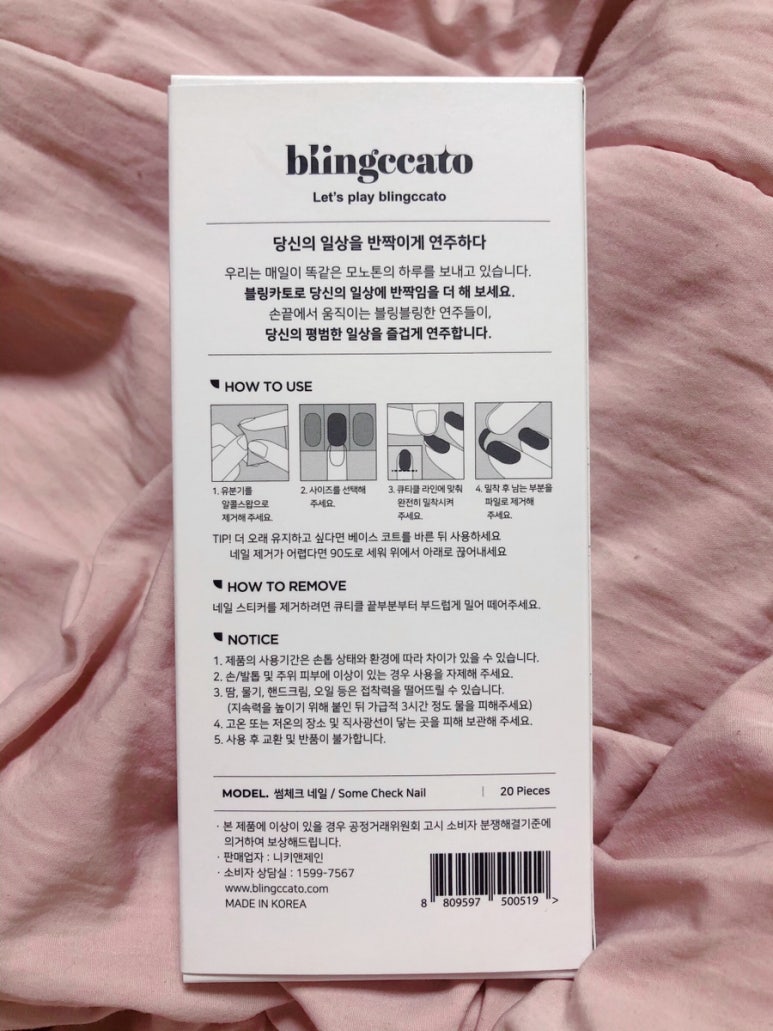 blingccato
Let's play blingccato
당신의 일상을 반짝이게 연주하다
우리는 매일이 똑같은 모노톤의 하루를 보내고 있습니다.
블링카토로 당신의 일상에 반짝임을 더 해 보세요.
손끝에서 움직이는 블링블링한 연주들이,
당신의 평범한 일상을 즐겁게 연주합니다.
HOW TO USE
1. 유분기를
알콜스왑으로
제거해 주세요.
2. 사이즈를 선택해
주세요.
3. 큐티클 라인에 맞춰
완전히 밀착시켜
주세요.
4. 밀착 후 남는 부분을
파일로 제거해
주세요.
TIP! 더 오래 유지하고 싶다면 베이스 코트를 바른 뒤 사용하세요
네일 제거가 어렵다면 90도로 세워 위에서 아래로 끊어내세요
HOW TO REMOVE
네일 스티커를 제거하려면 큐티클 끝부분부터 부드럽게 밀어 떼어주세요.
NOTICE
1. 제품의 사용기간은 손톱 상태와 환경에 따라 차이가 있을 수 있습니다.
2. 손/발톱 및 주위 피부에 이상이 있는 경우 사용을 자제해 주세요.
3. 땀, 물기, 핸드크림, 오일 등은 접착력을 떨어뜨릴 수 있습니다.
(지속력을 높이기 위해 붙인 뒤 가급적 3시간 정도 물을 피해주세요)
4. 고온 또는 저온의 장소 및 직사광선이 닿는 곳을 피해 보관해 주세요.
5. 사용 후 교환 및 반품이 불가합니다.
MODEL. 썸체크 네일 / Some Check Nail | 20 Pieces
· 본 제품에 이상이 있을 경우 공정거래위원회 고시 소비자 분쟁해결기준에
의거하여 보상해드립니다.
· 판매업자 : 니키앤제인
· 소비자 상담실 : 1599-7567
www.blingccato.com
MADE IN KOREA
8 809597 500519 >